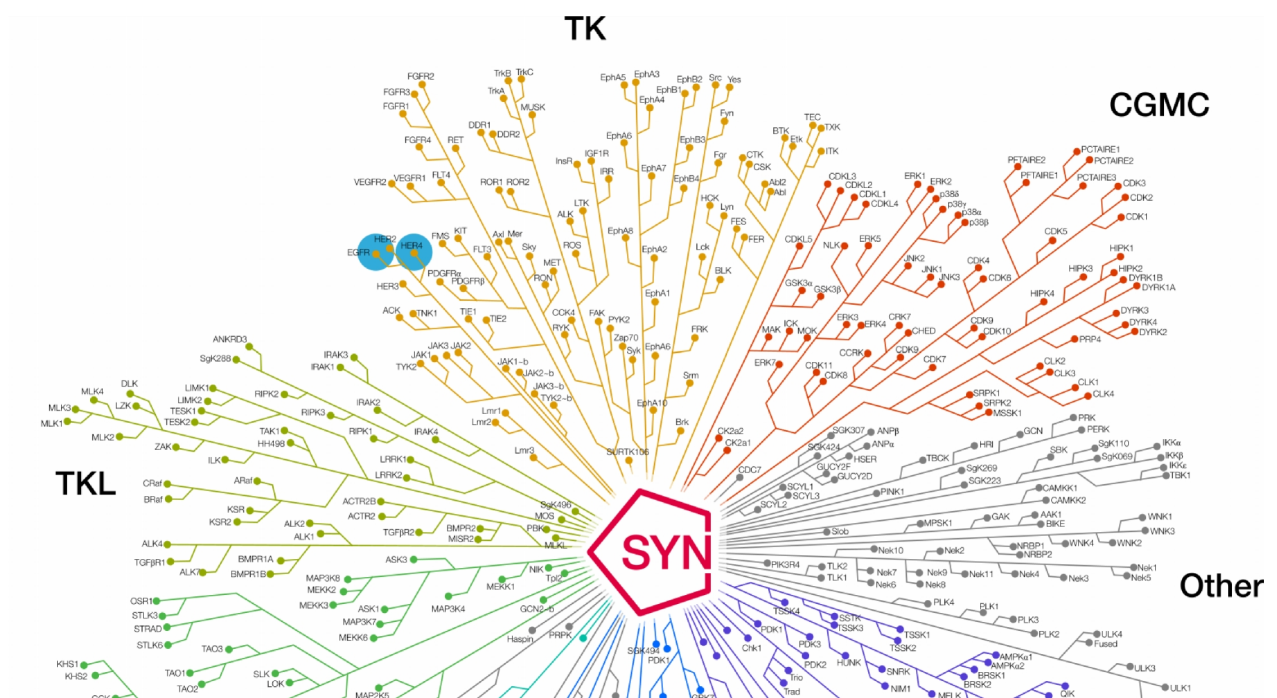 TK
CGMC
TKL
Other
SYN
FGFR2
FGFR3
FGFR1
FGFR4
RET
TrkB
TrkC
TrkA
MUSK
DDR1
DDR2
VEGFR2
VEGFR1
FLT4
ROR1
ROR2
InsR
IGF1R
IRR
EphA5
EphA3
EphA4
EphA6
EphA7
EphB2
EphB1
EphB3
EphB4
Src
Yes
Fyn
Fgr
CTK
CSK
Abl2
Abl
BTK
Etk
TEC
TXK
ITK
HCK
Lyn
FES
FER
Lck
BLK
LTK
ALK
ROS
EphA8
EphA2
EphA1
EGFR
HER2
HER4
HER3
FMS
KIT
FLT3
Axl
Mer
Sky
MET
RON
PDGFRα
PDGFRβ
ACK
TNK1
TIE1
TIE2
CCK4
RYK
FAK
PYK2
Zap70
Syk
EphA6
FRK
Srm
JAK1
JAK3
JAK2
TYK2
JAK1-b
JAK2-b
JAK3-b
TYK2-b
EphA10
Brk
Lmr1
Lmr2
Lmr3
SURTK106
CDKL3
CDKL2
CDKL1
CDKL4
CDKL5
ERK1
ERK2
p38δ
p38γ
p38α
p38β
NLK
ERK5
JNK2
JNK1
JNK3
GSK3α
GSK3β
PFTAIRE2
PFTAIRE1
PCTAIRE1
PCTAIRE2
PCTAIRE3
CDK3
CDK2
CDK1
CDK5
CDK4
CDK6
HIPK1
HIPK3
HIPK2
DYRK1B
DYRK1A
HIPK4
DYRK3
DYRK4
DYRK2
PRP4
MAK
ICK
MOK
ERK3
ERK4
CRK7
CHED
CDK9
CDK10
CCRK
CDK9
CDK7
ERK7
CDK11
CDK8
CLK2
CLK3
CLK1
CLK4
SRPK1
SRPK2
MSSK1
CK2a2
CK2a1
ANKRD3
SgK288
IRAK3
IRAK1
DLK
MLK4
LZK
MLK3
MLK1
MLK2
LIMK1
LIMK2
TESK1
TESK2
RIPK2
RIPK3
IRAK2
RIPK1
IRAK4
TAK1
HH498
ZAK
ILK
LRRK1
LRRK2
CRaf
BRaf
ARaf
KSR
KSR2
ACTR2B
ACTR2
ALK2
ALK1
TGFβR2
BMPR2
MISR2
SgK496
MOS
PBK
MLKL
ALK4
TGFβR1
ALK7
BMPR1A
BMPR1B
ASK3
MAP3K8
MEKK2
MEKK3
ASK1
MAP3K7
MEKK6
MAP3K4
MEKK1
NIK
Tpl2
GCN2-b
OSR1
STLK3
STRAD
STLK6
TAO3
TAO1
TAO2
SLK
LOK
KHS1
KHS2
GCK
MAP2K5
Haspin
PRPK
SGK494
PDK1
GRK7
CDC7
SGK307
SGK424
ANPβ
ANPα
HSER
GUCY2F
GUCY2D
SCYL1
SCYL3
SCYL2
TBCK
HRI
GCN
PRK
PERK
PINK1
SgK269
SGK223
SBK
SgK110
SgK069
IKKα
IKKβ
IKKε
TBK1
CAMKK1
CAMKK2
Slob
MPSK1
GAK
AAK1
BIKE
WNK1
WNK3
WNK4
WNK2
NRBP1
NRBP2
Nek10
Nek2
PIK3R4
TLK2
TLK1
Nek7
Nek6
Nek9
Nek8
Nek11
Nek4
Nek3
Nek1
Nek5
PLK4
PLK1
PLK3
PLK2
ULK4
Fused
ULK3
ULK1
TSSK4
SSTK
TSSK3
TSSK1
TSSK2
PDK1
Chk1
PDK3
PDK2
HUNK
SNRK
NIM1
Trio
Trad
AMPKα1
AMPKα2
BRSK1
BRSK2
MELK
QIK